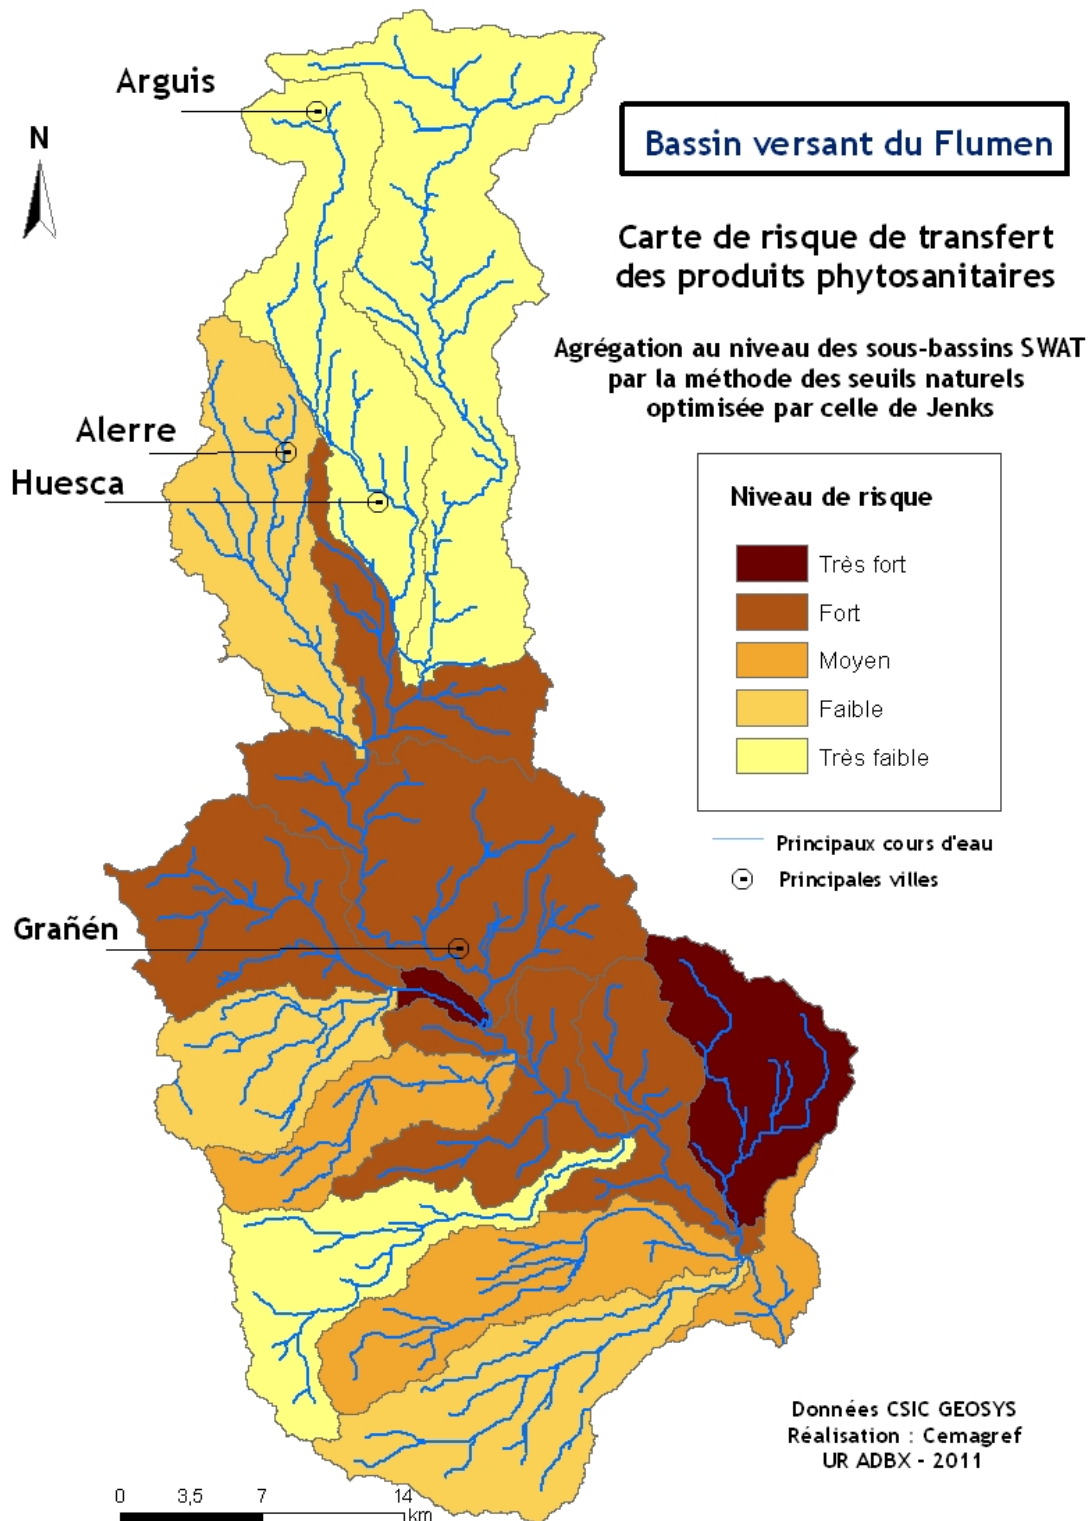 Arguis
N
Bassin versant du Flumen
Carte de risque de transfert
des produits phytosanitaires
Agrégation au niveau des sous-bassins SWAT
par la méthode des seuils naturels
optimisée par celle de Jenks
Alerre
Huesca
Niveau de risque
Très fort
Fort
Moyen
Faible
Très faible
Principaux cours d'eau
Principales villes
Grañén
Données CSIC GEOSYS
Réalisation : Cemagref
UR ADBX - 2011
0 3,5 7 14
km